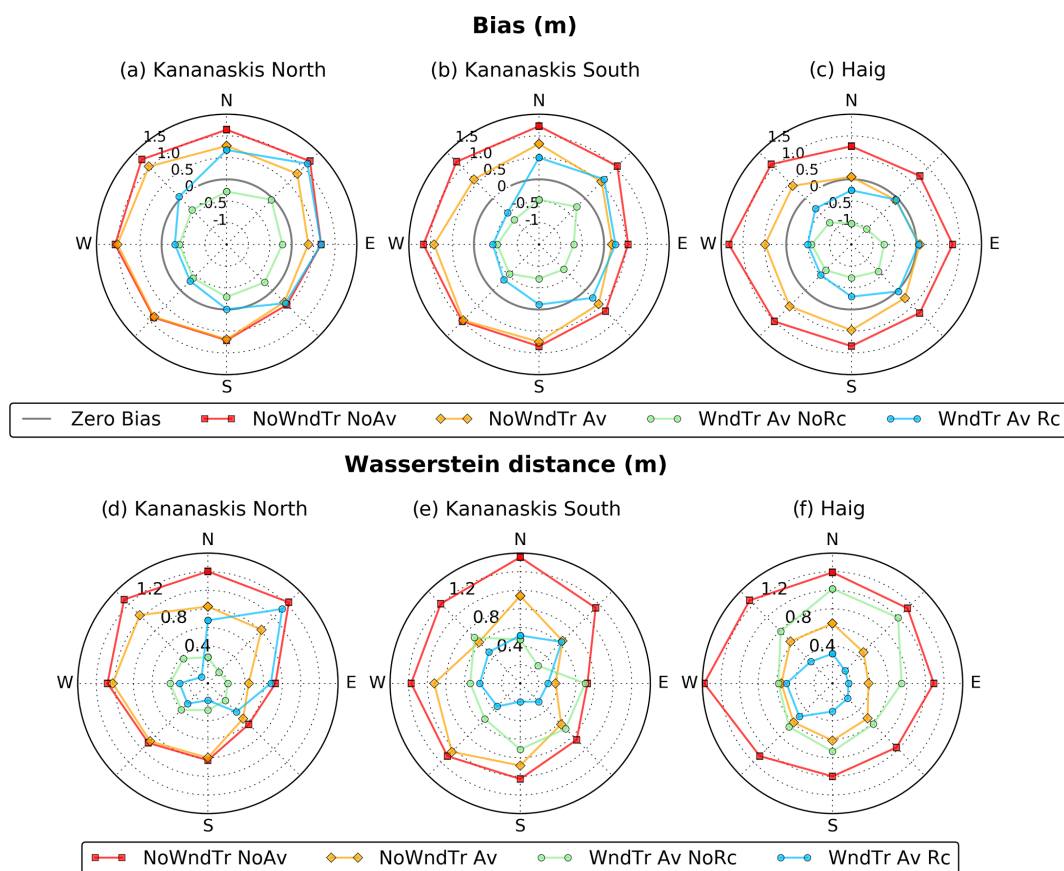 Bias (m)
(a) Kananaskis North
(b) Kananaskis South
(c) Haig
N
N
N
1.5
1.0
0.5
0
0.5
-1
1.5
1.0
0.5
0
0.5
-1
1.5
1.0
0.5
0
0.5
-1
W
E
W
E
W
E
S
S
S
Zero Bias
NoWndTr NoAv
NoWndTr Av
WndTr Av NoRc
WndTr Av Rc
Wasserstein distance (m)
(d) Kananaskis North
(e) Kananaskis South
(f) Haig
N
N
N
1.2
0.8
0.4
1.2
0.8
0.4
1.2
0.8
0.4
W
E
W
E
W
E
S
S
S
NoWndTr NoAv
NoWndTr Av
WndTr Av NoRc
WndTr Av Rc